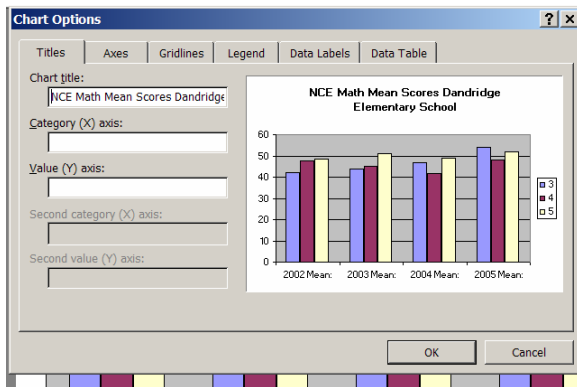 Chart Options
Titles Axes Gridlines Legend Data Labels Data Table
Chart title:
NCE Math Mean Scores Dandridge
Category (X) axis:
Value (Y) axis:
Second category (X) axis:
Second value (Y) axis:
NCE Math Mean Scores Dandridge
Elementary School
60
50
40
30
20
10
0
2002 Mean: 2003 Mean: 2004 Mean: 2005 Mean:
3
4
5
OK Cancel